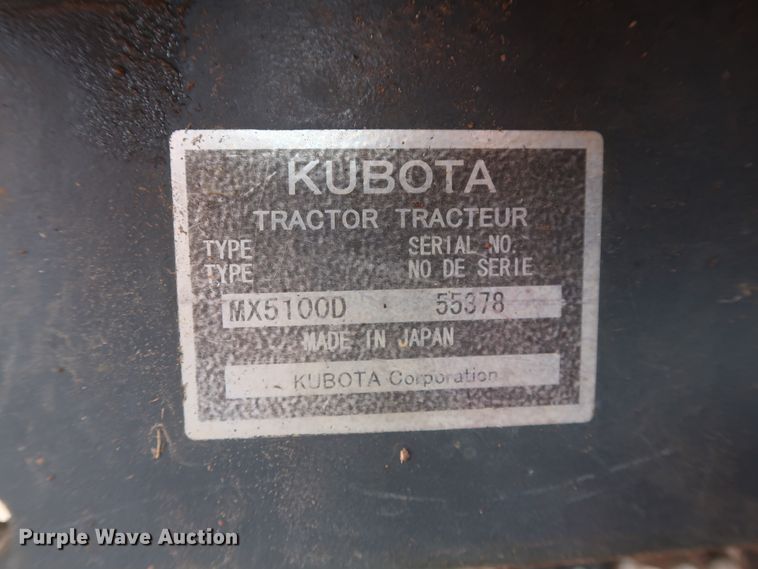 KUBOTA
TRACTOR TRACTEUR
TYPE SERIAL NO.
TYPE NO DE SERIE
MX5100D · 55378
MADE IN JAPAN
KUBOTA Corporation
Purple Wave Auction